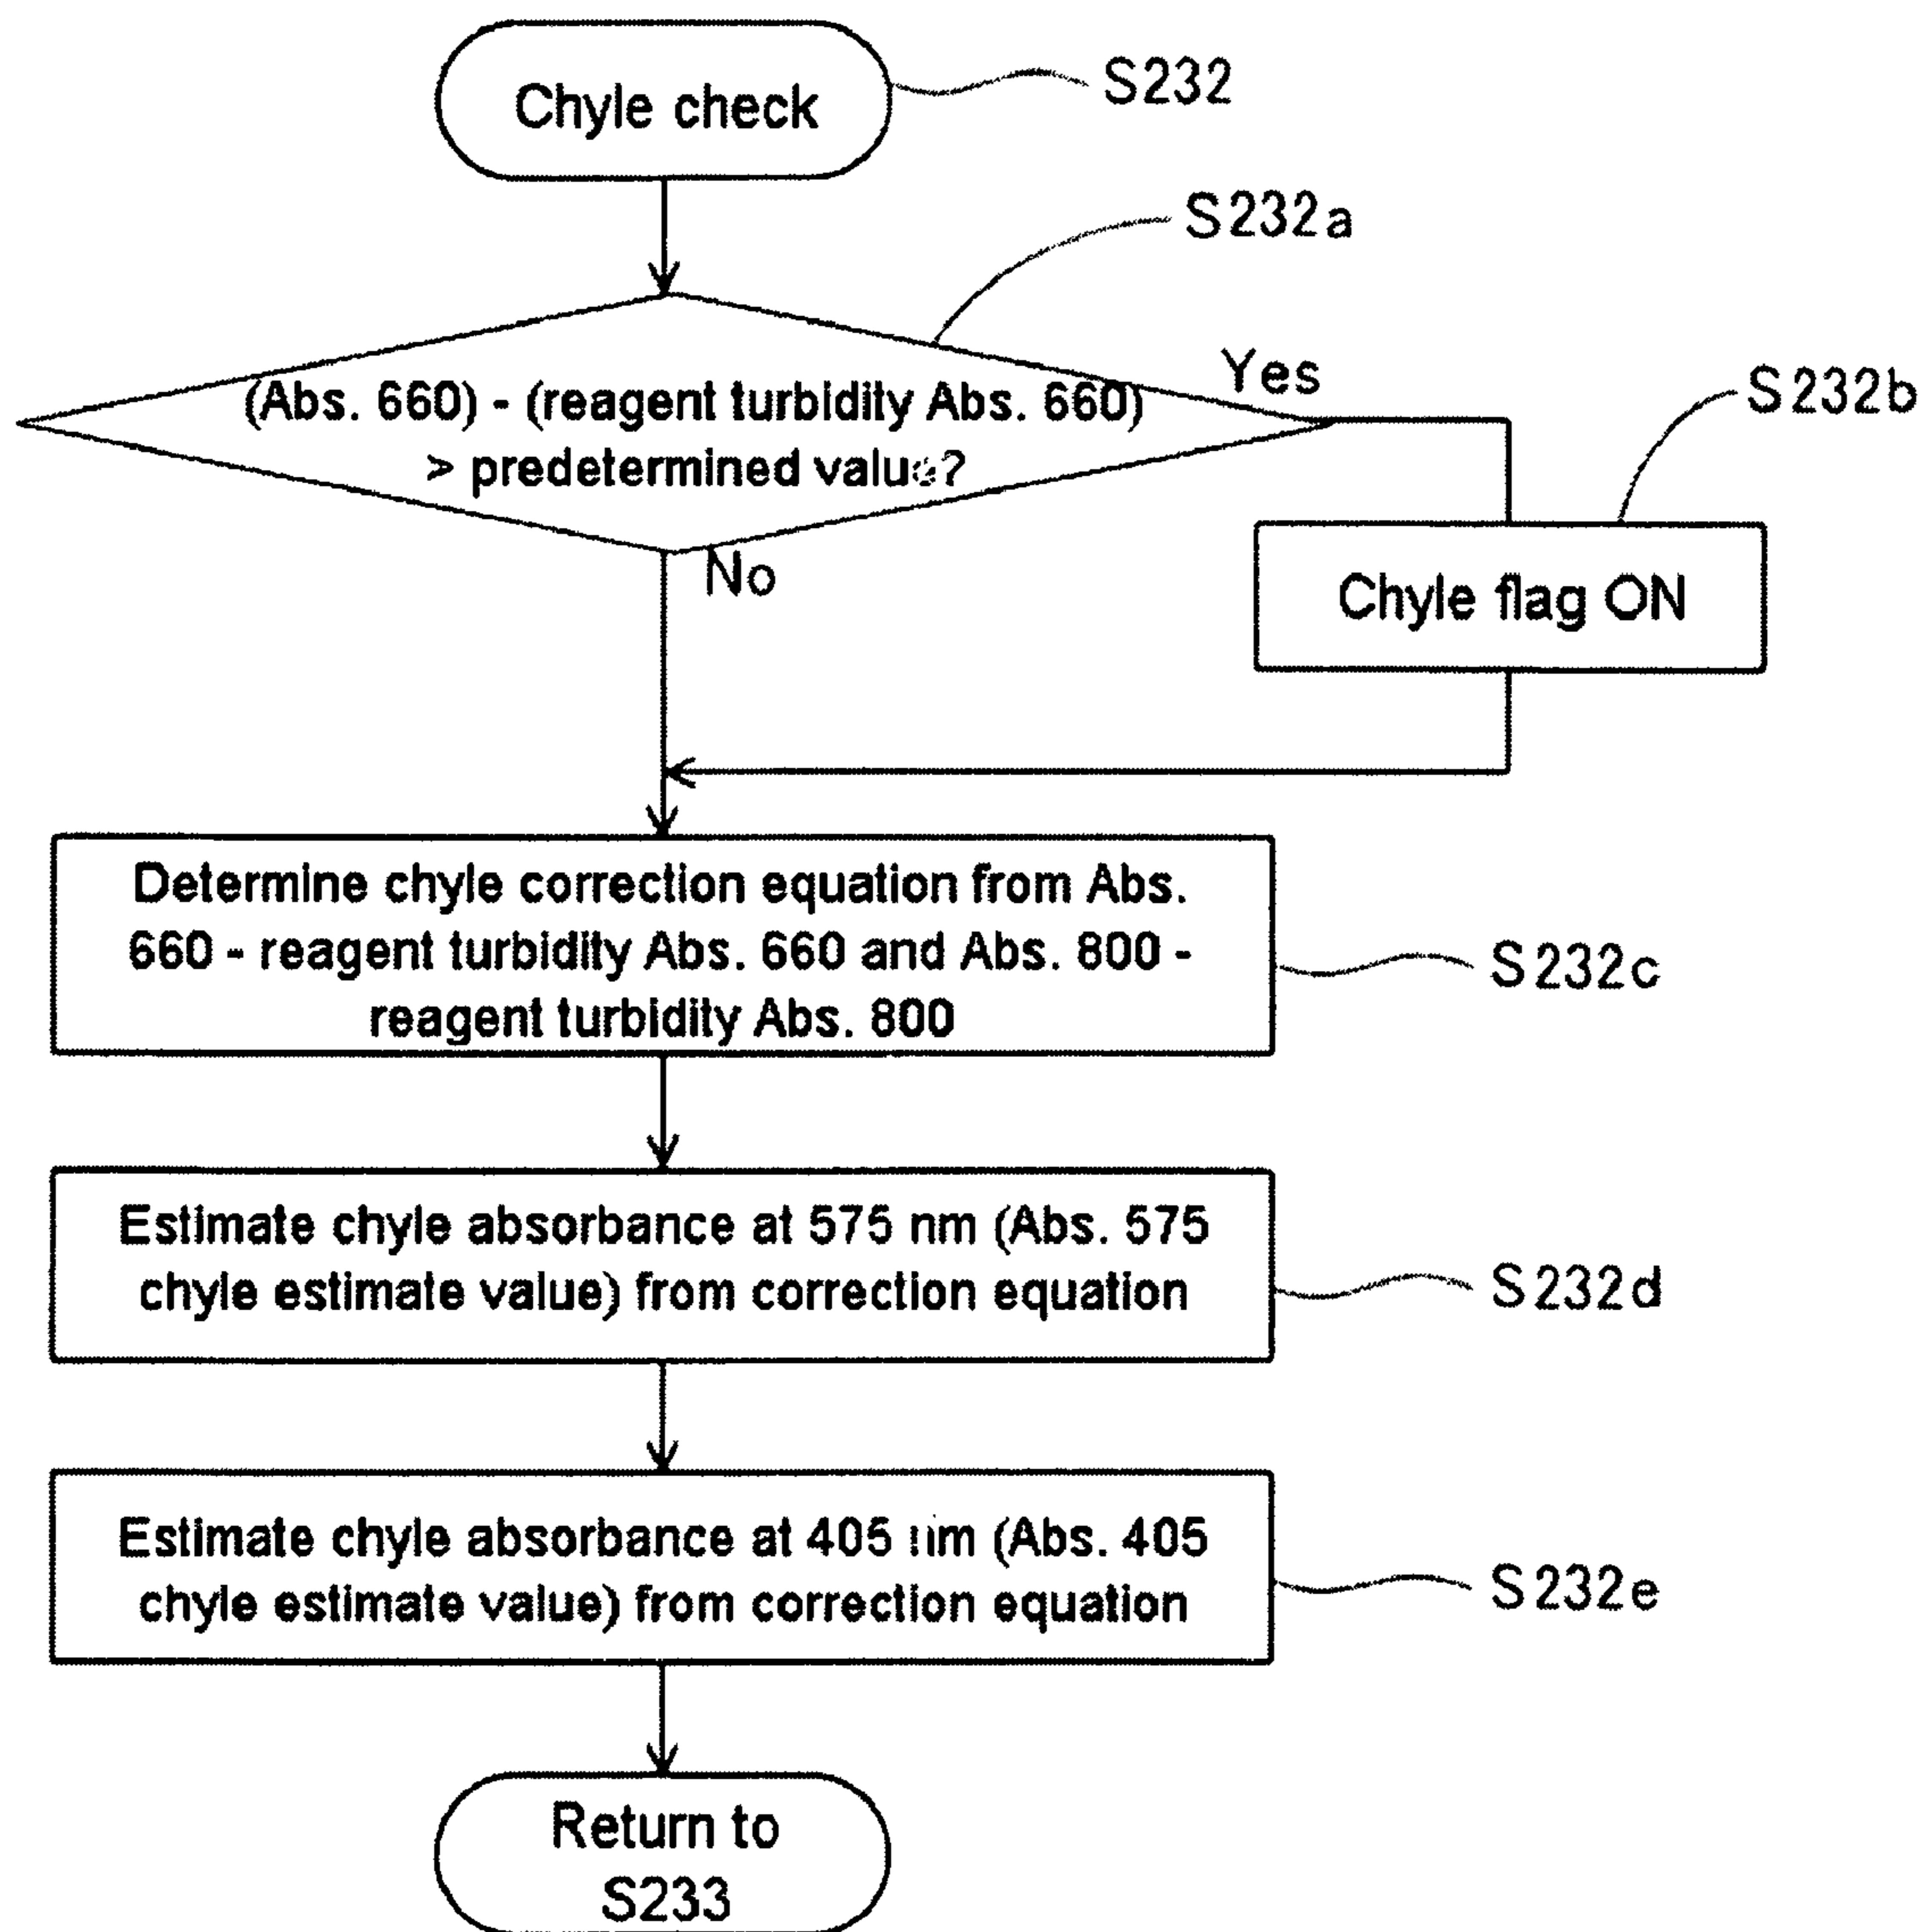 Chyle check
S232
S232a
(Abs. 660) - (reagent turbidity Abs. 660)
> predetermined value?
Yes
S232b
No
Chyle flag ON
Determine chyle correction equation from Abs.
660 - reagent turbidity Abs. 660 and Abs. 800 -
reagent turbidity Abs. 800
S232c
Estimate chyle absorbance at 575 nm (Abs. 575
chyle estimate value) from correction equation
S232d
Estimate chyle absorbance at 405 nm (Abs. 405
chyle estimate value) from correction equation
S232e
Return to
S233